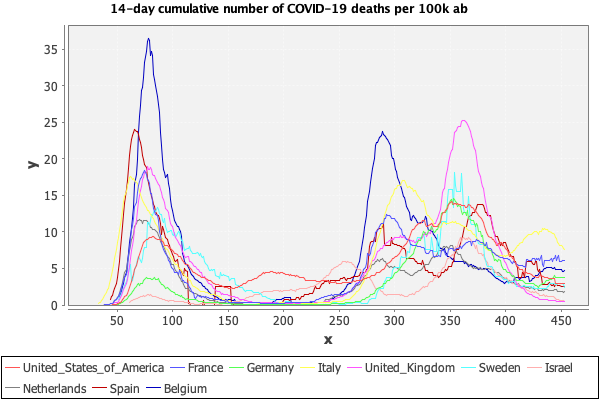 14-day cumulative number of COVID-19 deaths per 100k ab
y
35
30
25
20
15
10
5
0
50 100 150 200 250 300 350 400 450
x
United_States_of_America France Germany Italy United_Kingdom Sweden Israel
Netherlands Spain Belgium